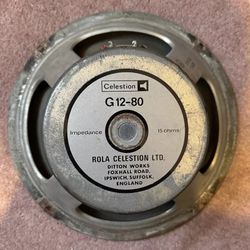 Celestion
G12-80
Impedance 15 ohms
ROLA CELESTION LTD.
DITTON WORKS
FOXHALL ROAD,
IPSWICH, SUFFOLK,
ENGLAND